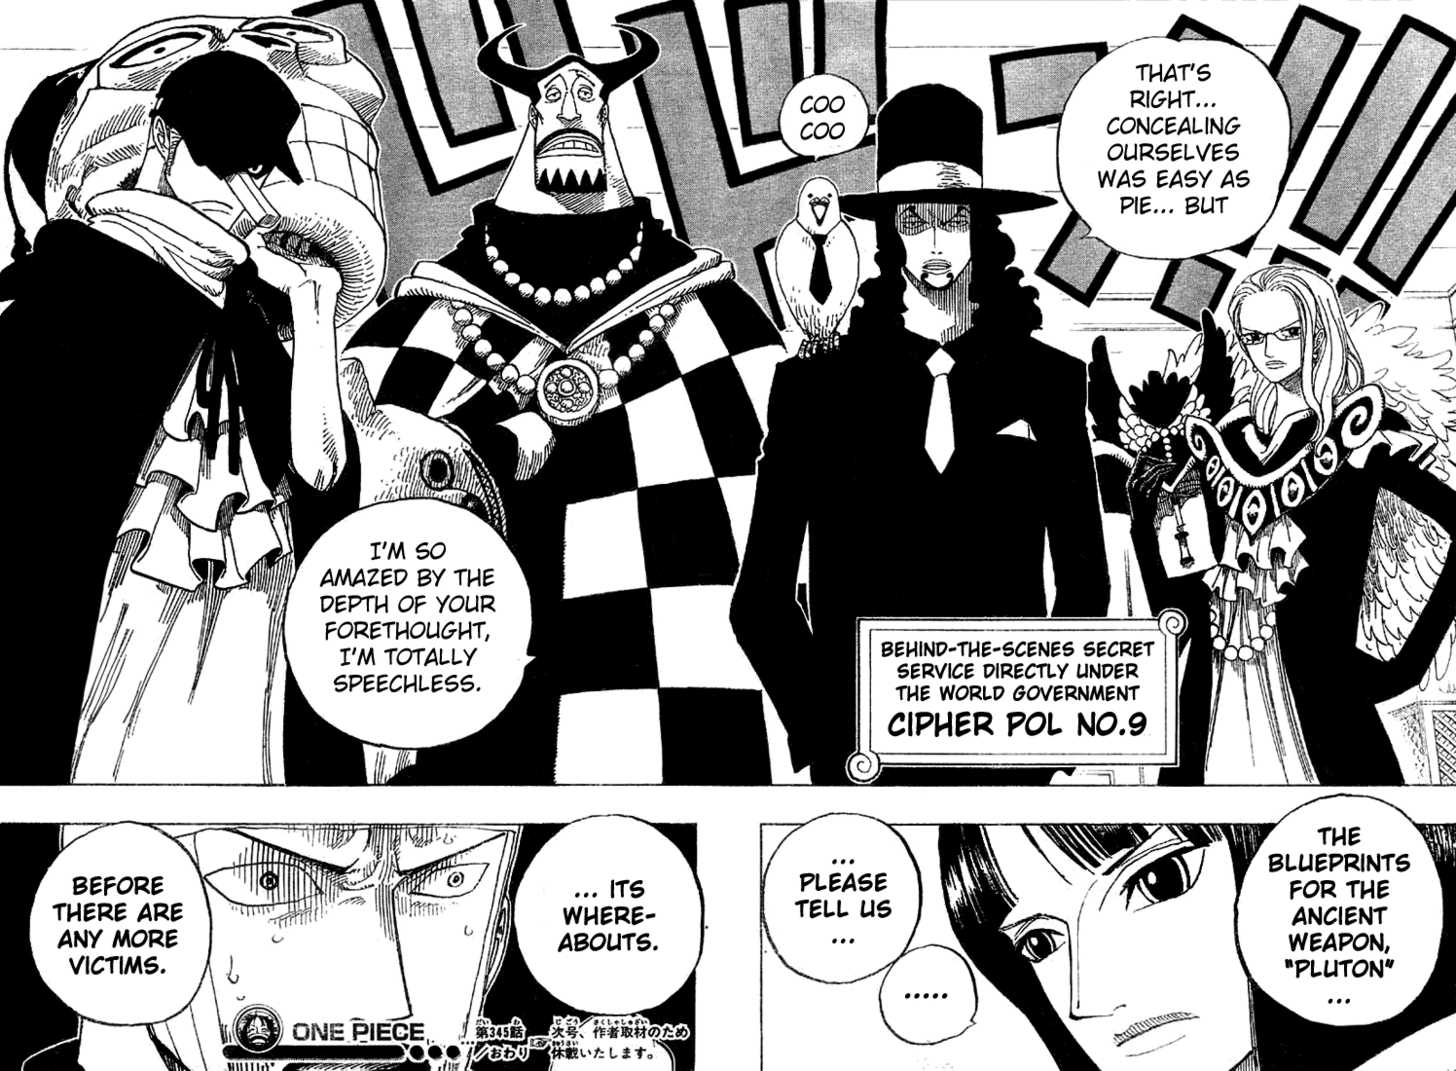 THAT'S
RIGHT...
CONCEALING
OURSELVES
WAS EASY AS
PIE... BUT
COO
COO
I'M SO
AMAZED BY THE
DEPTH OF YOUR
FORETHOUGHT,
I'M TOTALLY
SPEECHLESS.
BEHIND-THE-SCENES SECRET
SERVICE DIRECTLY UNDER
THE WORLD GOVERNMENT
CIPHER POL NO.9
THE
BLUEPRINTS
FOR THE
ANCIENT
WEAPON,
"PLUTON"
...
...
PLEASE
TELL US
...
.....
... ITS
WHERE-
ABOUTS.
BEFORE
THERE ARE
ANY MORE
VICTIMS.
ONE PIECE
第345話
/おわり
次号、作者取材のため
休載いたします。